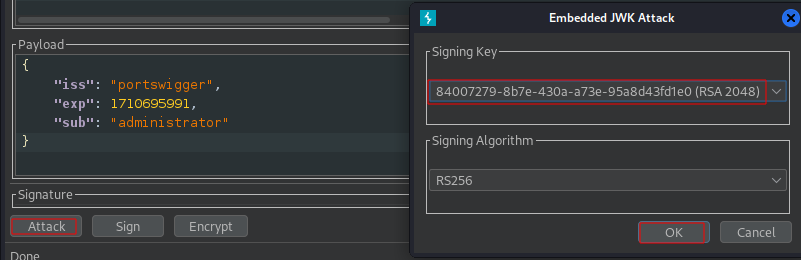 Payload
{
"iss": "portswigger",
"exp": 1710695991,
"sub": "administrator"
}
Signature
Attack Sign Encrypt
Done
Embedded JWK Attack
Signing Key
84007279-8b7e-430a-a73e-95a8d43fd1e0 (RSA 2048)
Signing Algorithm
RS256
OK Cancel